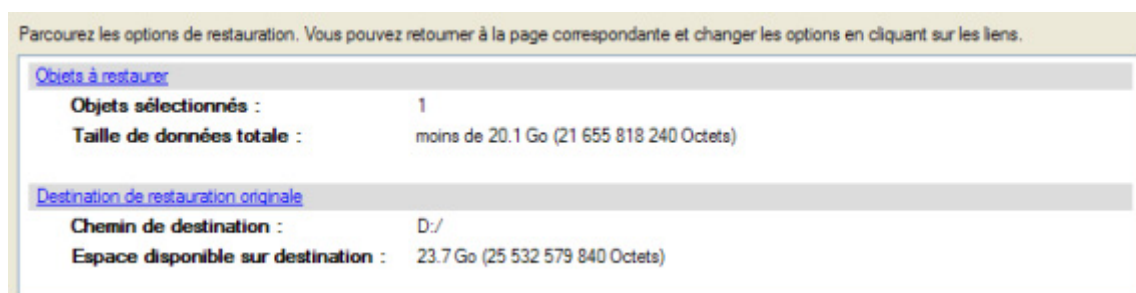 Parcourez les options de restauration. Vous pouvez retourner à la page correspondante et changer les options en cliquant sur les liens.
Objets à restaurer
Objets sélectionnés : 1
Taille de données totale : moins de 20.1 Go (21 655 818 240 Octets)
Destination de restauration originale
Chemin de destination : D:/
Espace disponible sur destination : 23.7 Go (25 532 579 840 Octets)